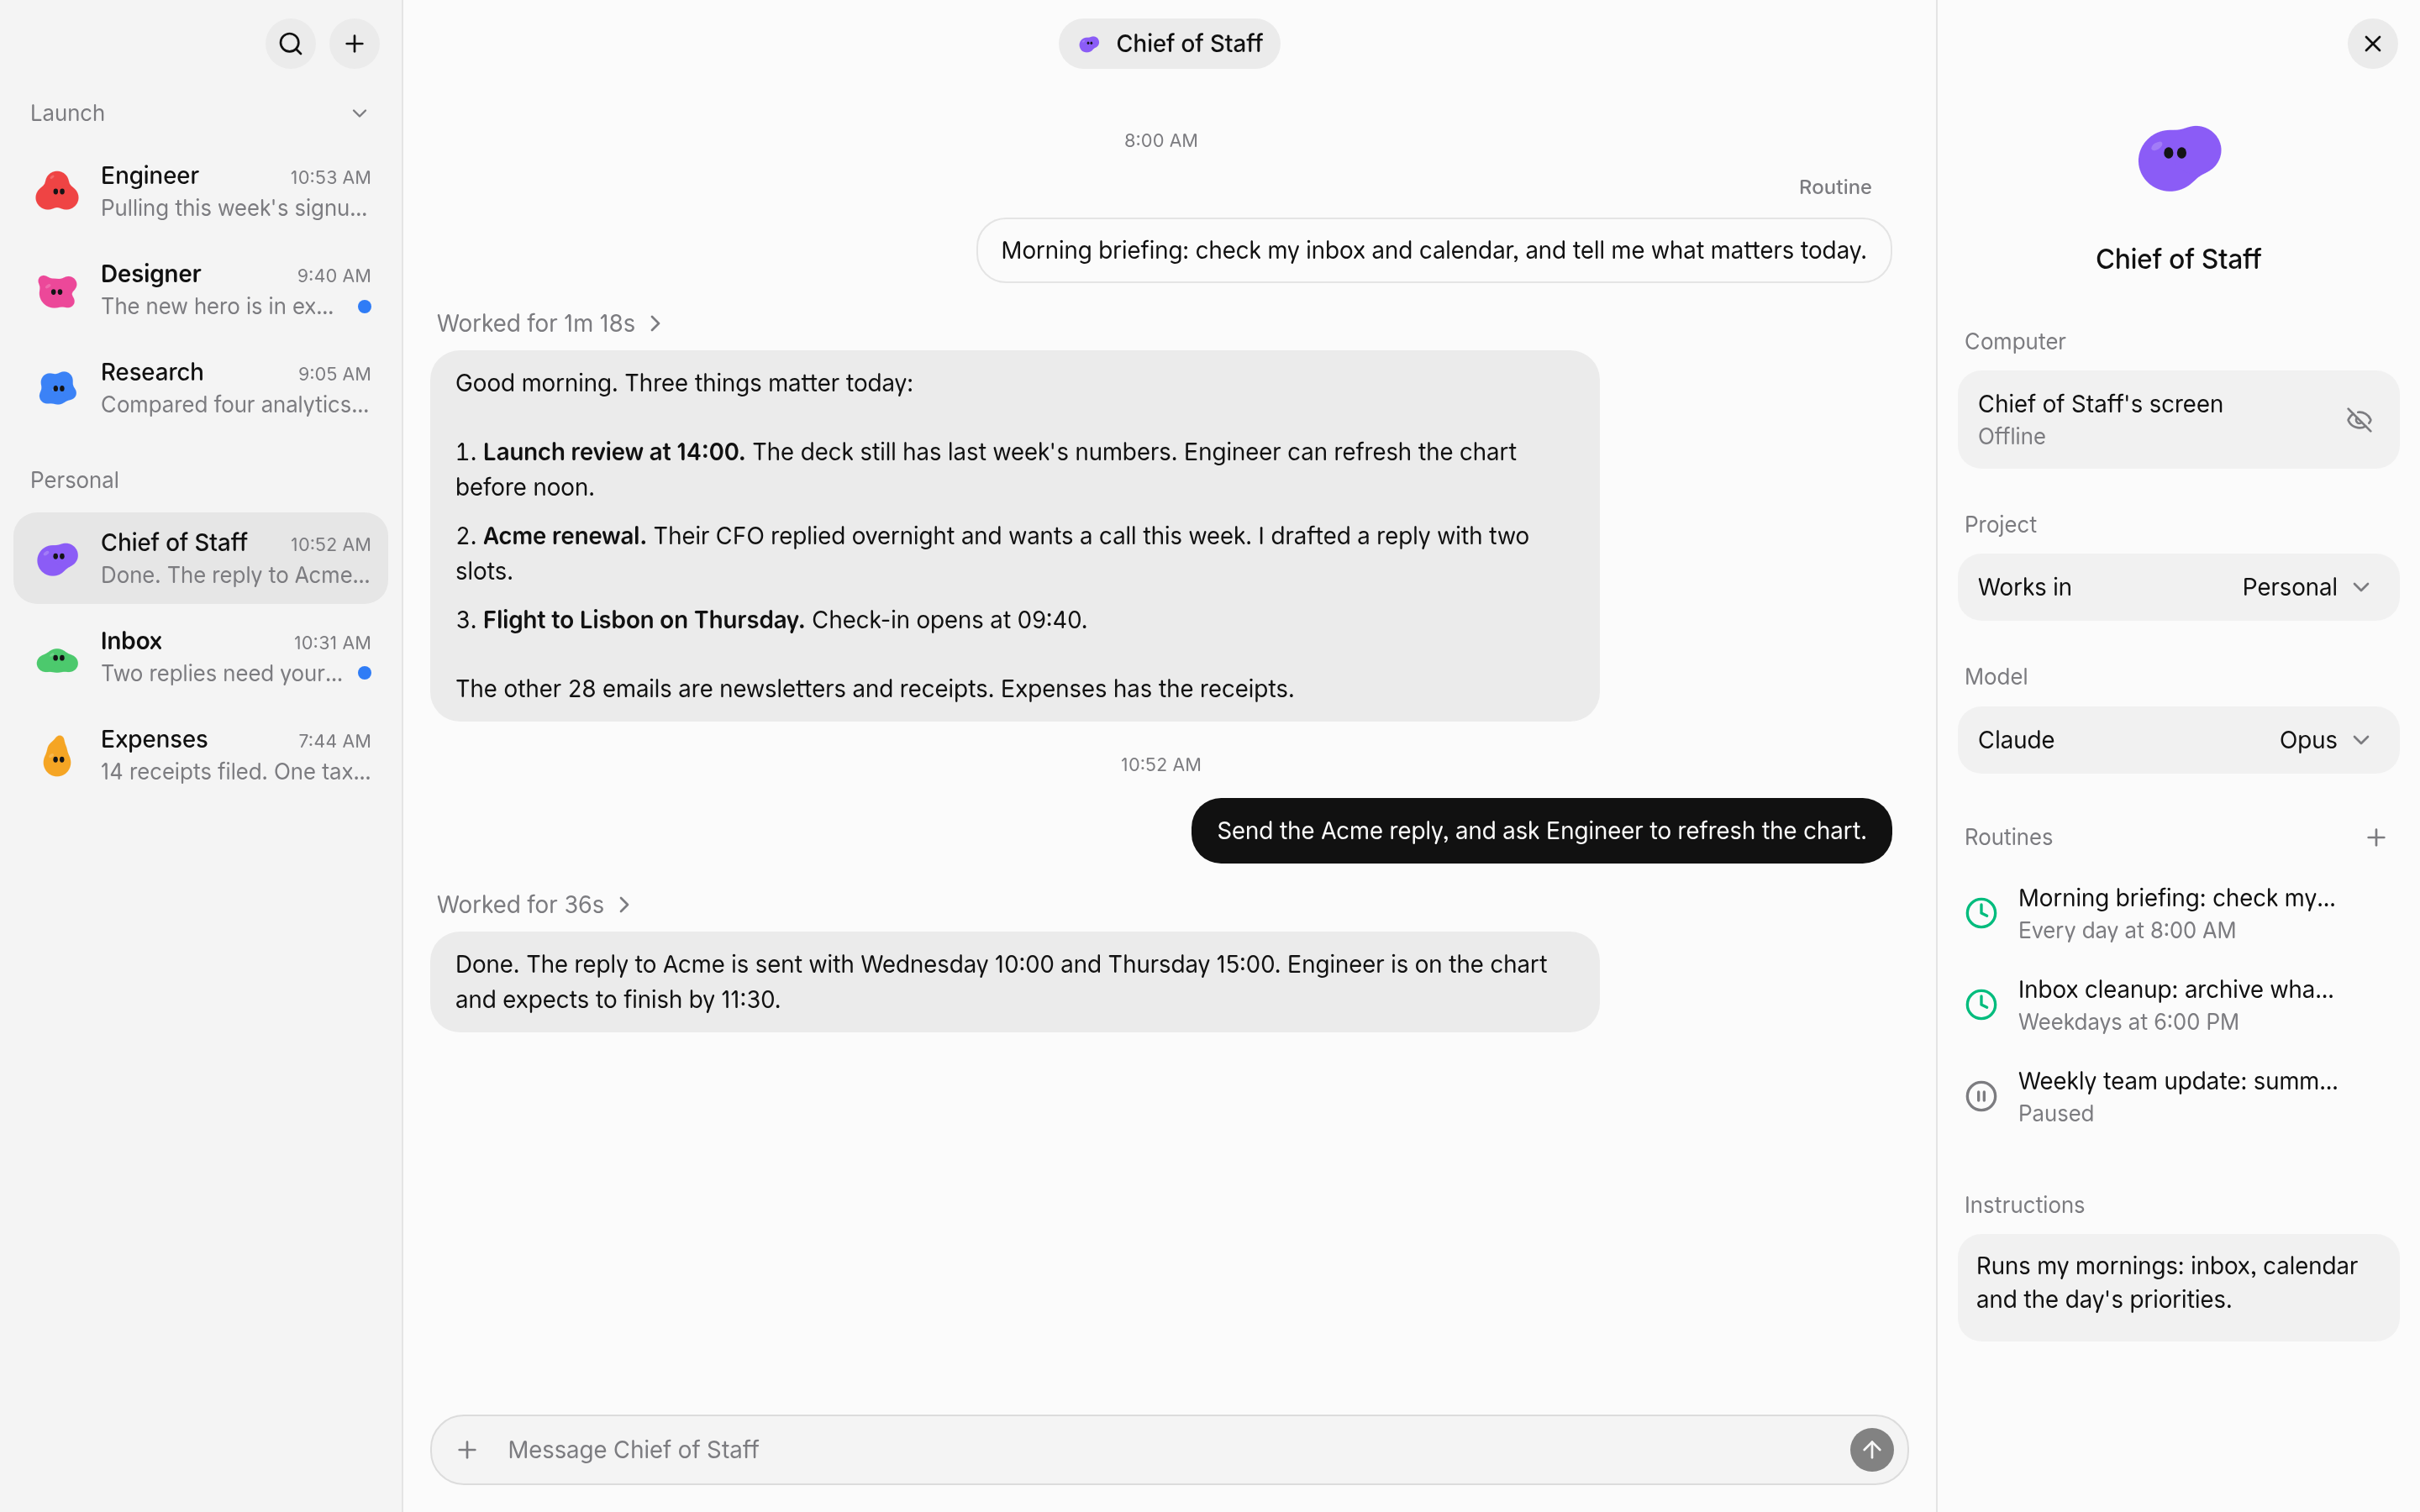 Launch
Engineer
10:53 AM
Pulling this week's signu...
Designer
9:40 AM
The new hero is in ex...
Research
9:05 AM
Compared four analytics...
Personal
Chief of Staff
10:52 AM
Done. The reply to Acme...
Inbox
10:31 AM
Two replies need your...
Expenses
7:44 AM
14 receipts filed. One tax...
Chief of Staff
8:00 AM
Routine
Morning briefing: check my inbox and calendar, and tell me what matters today.
Worked for 1m 18s
Good morning. Three things matter today:
1. Launch review at 14:00. The deck still has last week's numbers. Engineer can refresh the chart
before noon.
2. Acme renewal. Their CFO replied overnight and wants a call this week. I drafted a reply with two
slots.
3. Flight to Lisbon on Thursday. Check-in opens at 09:40.
The other 28 emails are newsletters and receipts. Expenses has the receipts.
10:52 AM
Send the Acme reply, and ask Engineer to refresh the chart.
Worked for 36s
Done. The reply to Acme is sent with Wednesday 10:00 and Thursday 15:00. Engineer is on the chart
and expects to finish by 11:30.
Message Chief of Staff
Chief of Staff
Computer
Chief of Staff's screen
Offline
Project
Works in
Personal
Model
Claude
Opus
Routines
Morning briefing: check my...
Every day at 8:00 AM
Inbox cleanup: archive wha...
Weekdays at 6:00 PM
Weekly team update: summ...
Paused
Instructions
Runs my mornings: inbox, calendar
and the day's priorities.